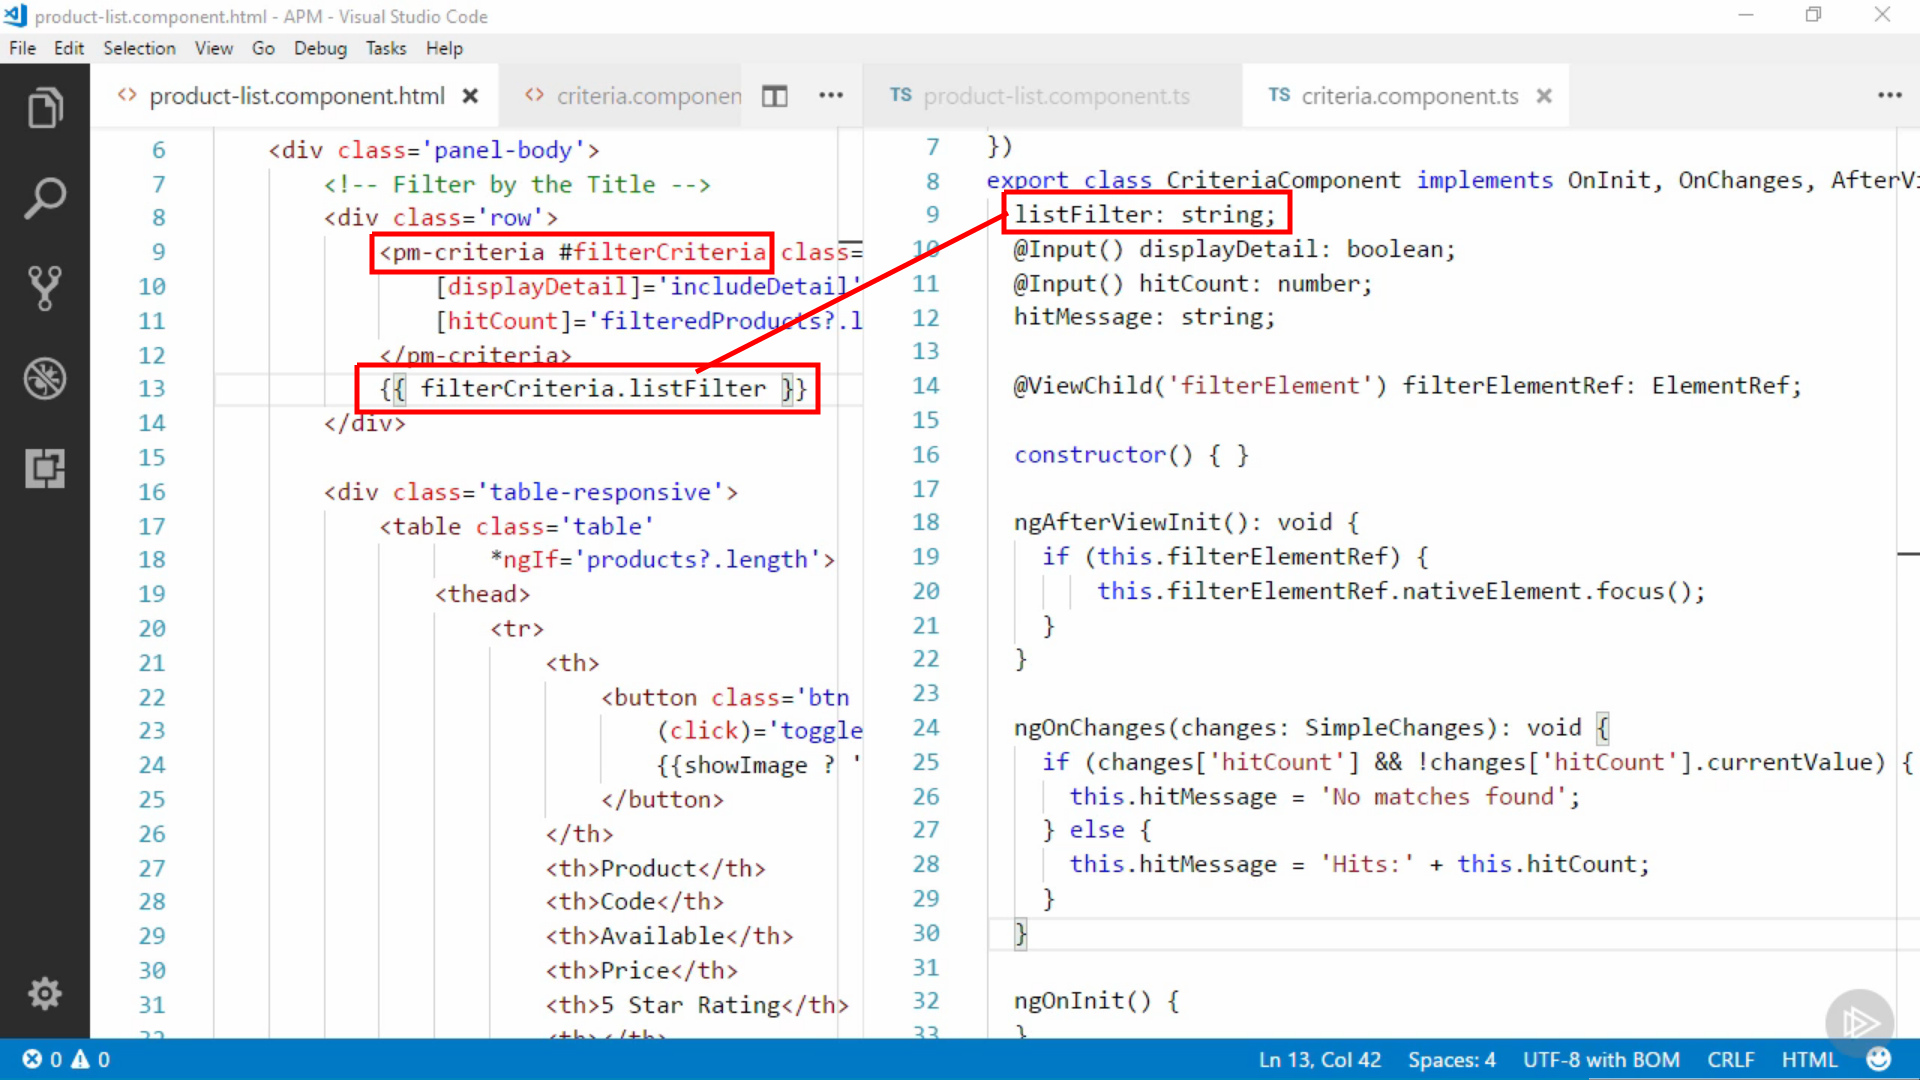 product-list.component.html - APM - Visual Studio Code
File Edit Selection View Go Debug Tasks Help
<> product-list.component.html
<> criteria.componen
TS product-list.component.ts
TS criteria.component.ts
6 <div class='panel-body'>
7 <!-- Filter by the Title -->
8 <div class='row'>
9 <pm-criteria #filterCriteria class=
10 [displayDetail]='includeDetail'
11 [hitCount]='filteredProducts?.l
12 </pm-criteria>
13 {{ filterCriteria.listFilter }}
14 </div>
15
16 <div class='table-responsive'>
17 <table class='table'
18 *ngIf='products?.length'>
19 <thead>
20 <tr>
21 <th>
22 <button class='btn
23 (click)='toggle
24 {{showImage ? '
25 </button>
26 </th>
27 <th>Product</th>
28 <th>Code</th>
29 <th>Available</th>
30 <th>Price</th>
31 <th>5 Star Rating</th>
32 <th></th>
7 })
8 export class CriteriaComponent implements OnInit, OnChanges, AfterVi
9 listFilter: string;
10 @Input() displayDetail: boolean;
11 @Input() hitCount: number;
12 hitMessage: string;
13
14 @ViewChild('filterElement') filterElementRef: ElementRef;
15
16 constructor() { }
17
18 ngAfterViewInit(): void {
19 if (this.filterElementRef) {
20 this.filterElementRef.nativeElement.focus();
21 }
22 }
23
24 ngOnChanges(changes: SimpleChanges): void {
25 if (changes['hitCount'] && !changes['hitCount'].currentValue) {
26 this.hitMessage = 'No matches found';
27 } else {
28 this.hitMessage = 'Hits:' + this.hitCount;
29 }
30 }
31
32 ngOnInit() {
33 }
0 0
Ln 13, Col 42 Spaces: 4 UTF-8 with BOM CRLF HTML